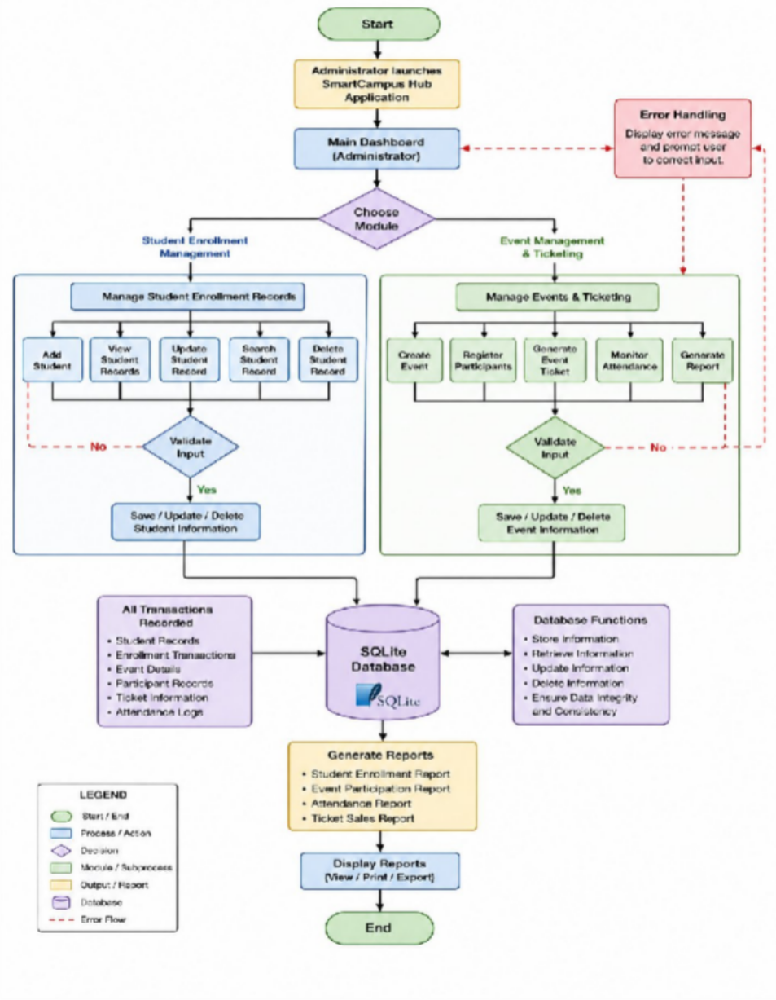 Start
Administrator launches
SmartCampus Hub
Application
Main Dashboard
(Administrator)
Error Handling
Display error message
and prompt user
to correct input.
Choose
Module
Student Enrollment
Management
Event Management
& Ticketing
Manage Student Enrollment Records
Add
Student
View
Student
Records
Update
Student
Record
Search
Student
Record
Delete
Student
Record
No
Validate
Input
Yes
Save / Update / Delete
Student Information
Manage Events & Ticketing
Create
Event
Register
Participants
Generate
Event
Ticket
Monitor
Attendance
Generate
Report
Validate
Input
No
Yes
Save / Update / Delete
Event Information
All Transactions
Recorded
• Student Records
• Enrollment Transactions
• Event Details
• Participant Records
• Ticket Information
• Attendance Logs
SQLite
Database
SQLite
Database Functions
• Store Information
• Retrieve Information
• Update Information
• Delete Information
• Ensure Data Integrity
and Consistency
Generate Reports
• Student Enrollment Report
• Event Participation Report
• Attendance Report
• Ticket Sales Report
Display Reports
(View / Print / Export)
End
LEGEND
Start / End
Process / Action
Decision
Module / Subprocess
Output / Report
Database
Error Flow